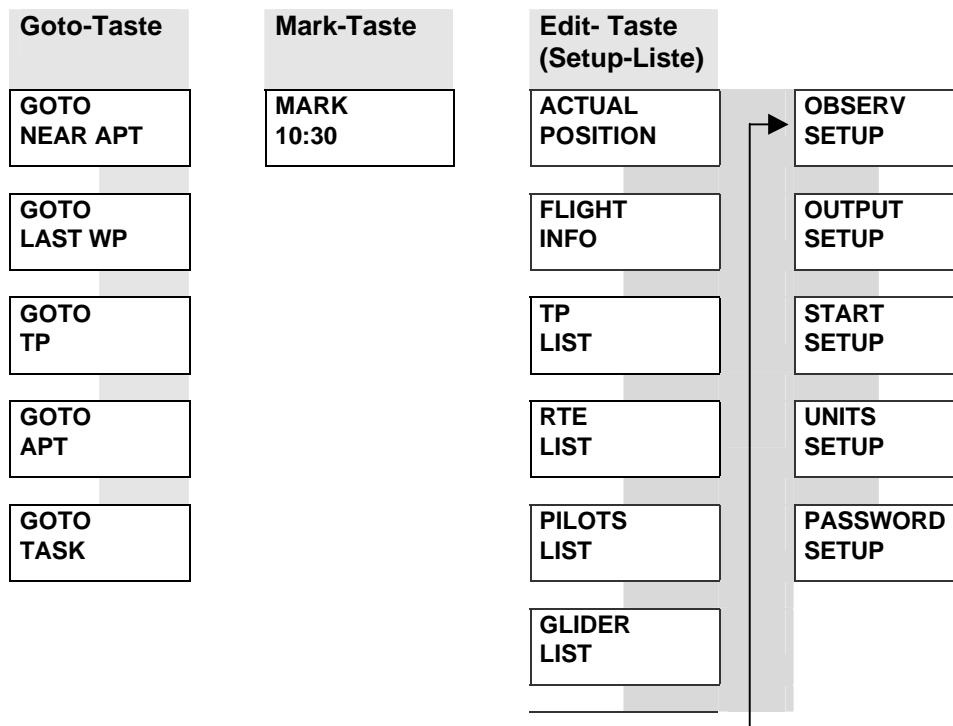 Goto-Taste
GOTO
NEAR APT
GOTO
LAST WP
GOTO
TP
GOTO
APT
GOTO
TASK
Mark-Taste
MARK
10:30
Edit- Taste
(Setup-Liste)
ACTUAL
POSITION
FLIGHT
INFO
TP
LIST
RTE
LIST
PILOTS
LIST
GLIDER
LIST
OBSERV
SETUP
OUTPUT
SETUP
START
SETUP
UNITS
SETUP
PASSWORD
SETUP